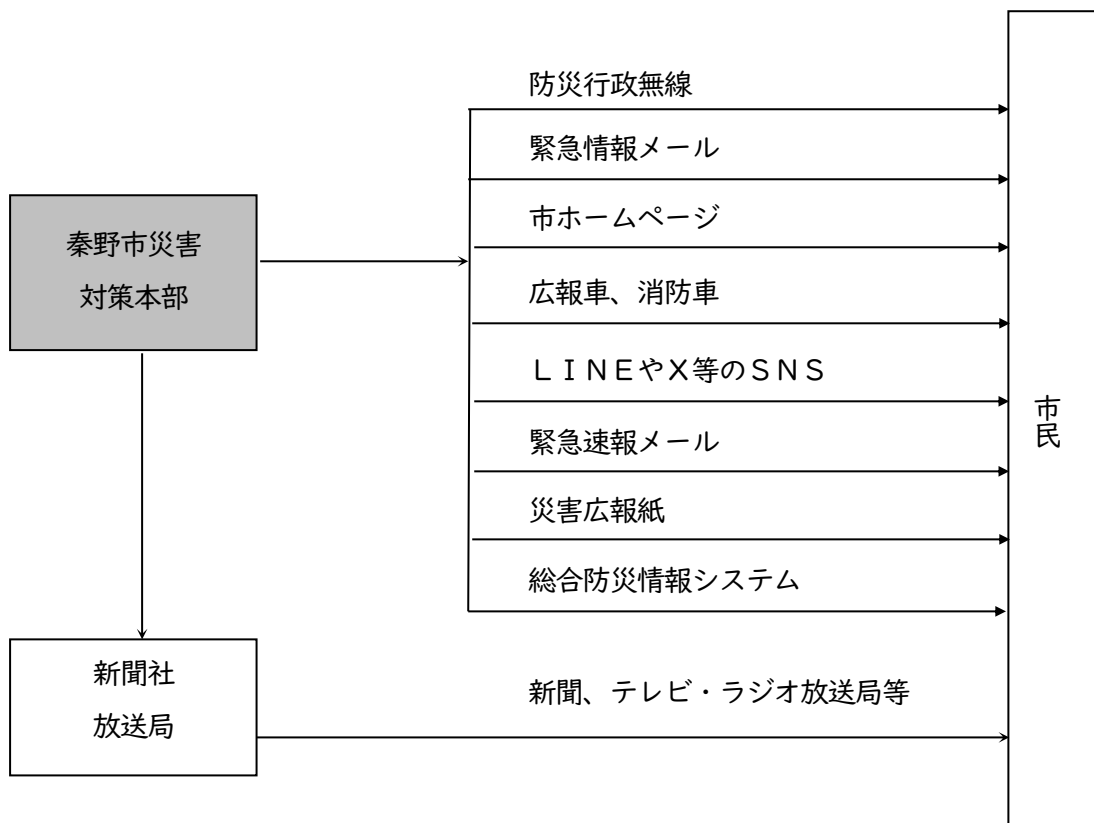 防災行政無線
緊急情報メール
市ホームページ
秦野市災害
対策本部
広報車、消防車
ＬＩＮＥやX等のＳＮＳ
市民
緊急速報メール
災害広報紙
総合防災情報システム
新聞社
放送局
新聞、テレビ・ラジオ放送局等